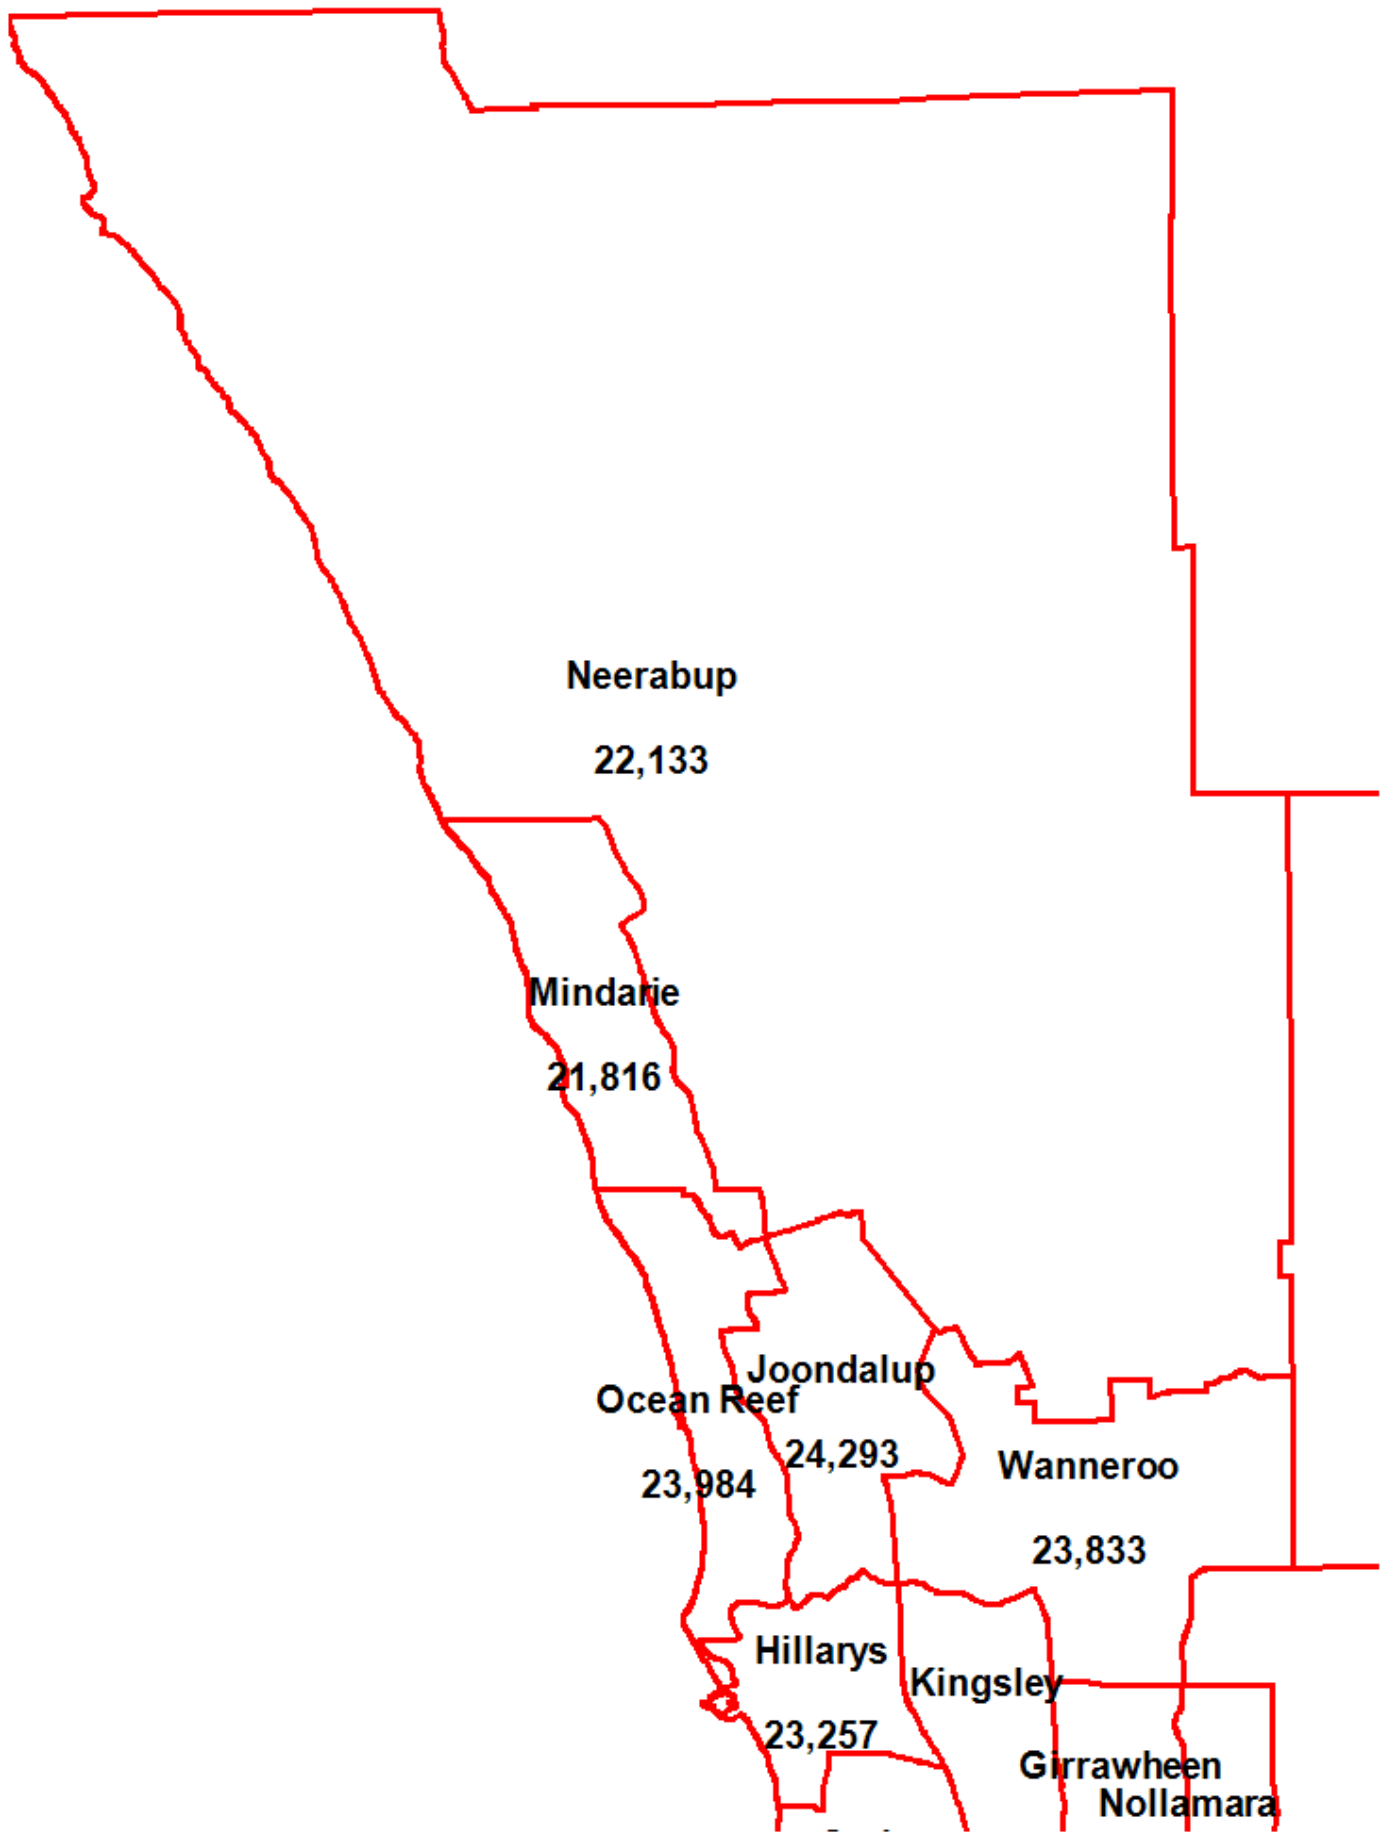 Neerabup
22,133
Mindarie
21,816
Joondalup
24,293
Ocean Reef
23,984
Wanneroo
23,833
Hillarys
23,257
Kingsley
Girrawheen
Nollamara